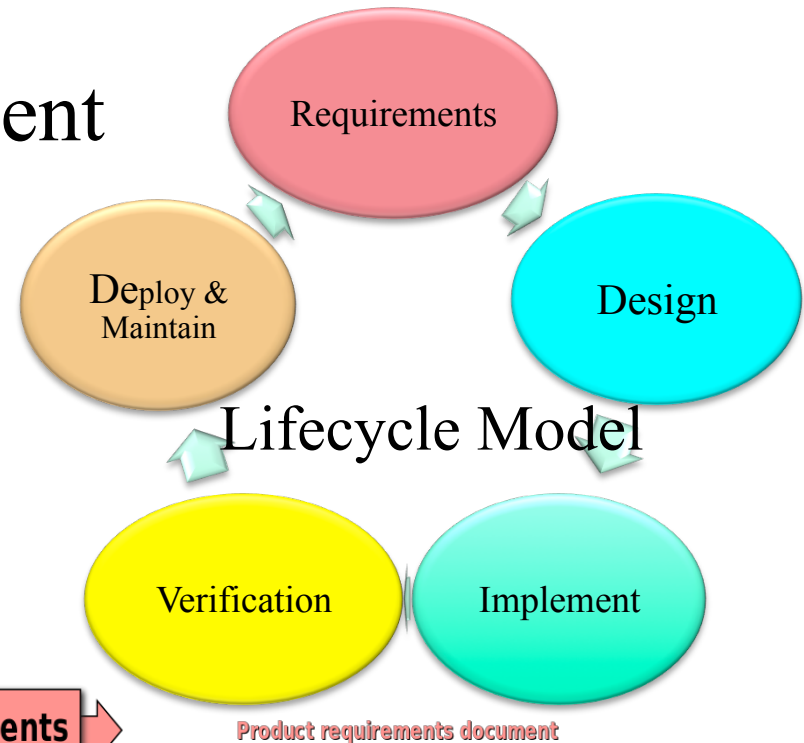 Requirements
ent
Deploy &
Maintain
Design
Lifecycle Model
Verification
Implement
ents
Product requirements document